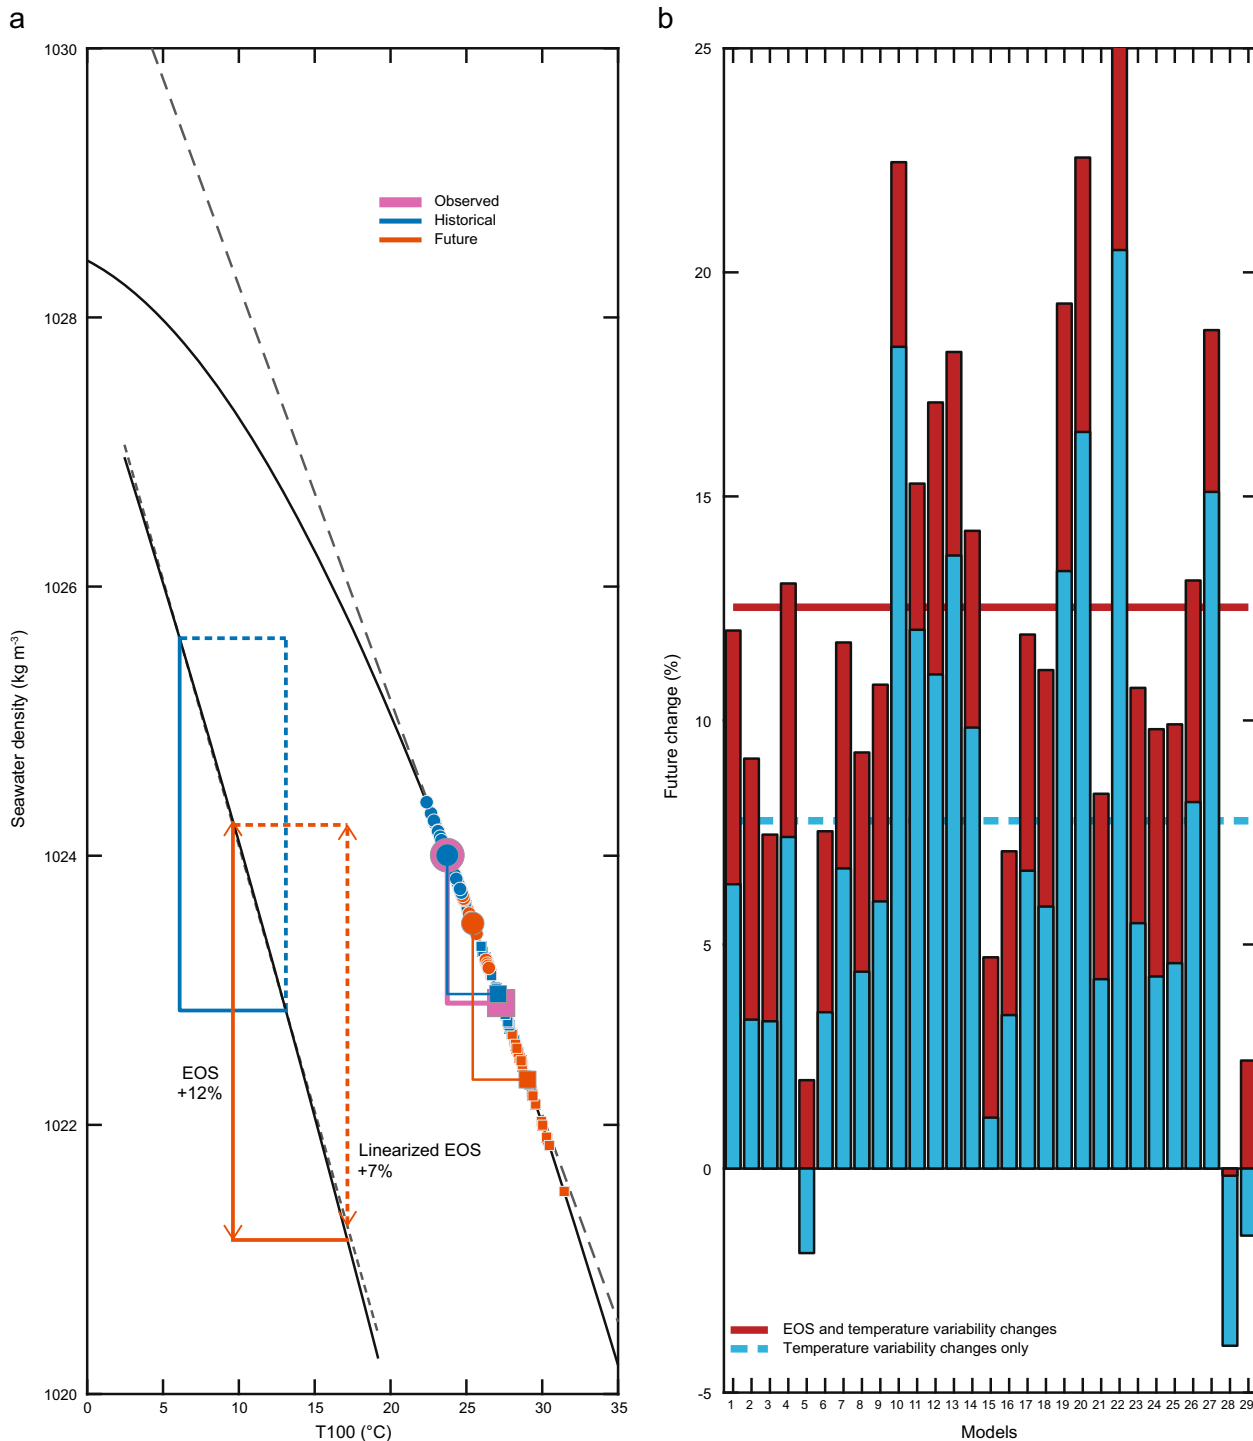 a
1030
1028
1026
1024
1022
1020
Seawater density (kg m-3)
Observed
Historical
Future
EOS
+12%
Linearized EOS
+7%
0 5 10 15 20 25 30 35
T100 (°C)
b
25
20
15
10
5
0
-5
Future change (%)
EOS and temperature variability changes
Temperature variability changes only
1 2 3 4 5 6 7 8 9 10 11 12 13 14 15 16 17 18 19 20 21 22 23 24 25 26 27 28 29
Models